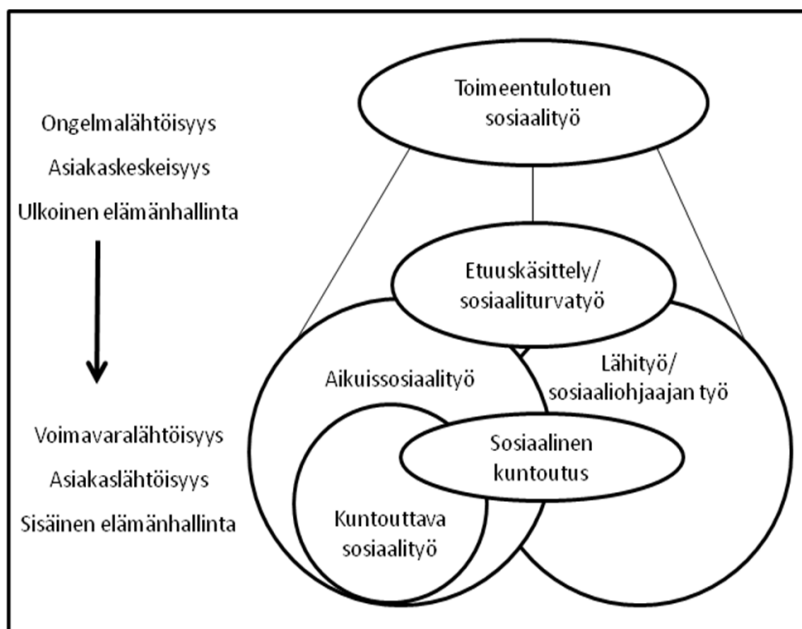 Toimeentulotuen
sosiaalityö
Ongelmalähtöisyys
Asiakaskeskeisyys
Ulkoinen elämänhallinta
Etuuskäsittely/
sosiaaliturvatyö
Aikuissosiaalityö
Lähityö/
sosiaaliohjaajan työ
Voimavaralähtöisyys
Asiakaslähtöisyys
Sisäinen elämänhallinta
Sosiaalinen
kuntoutus
Kuntouttava
sosiaalityö